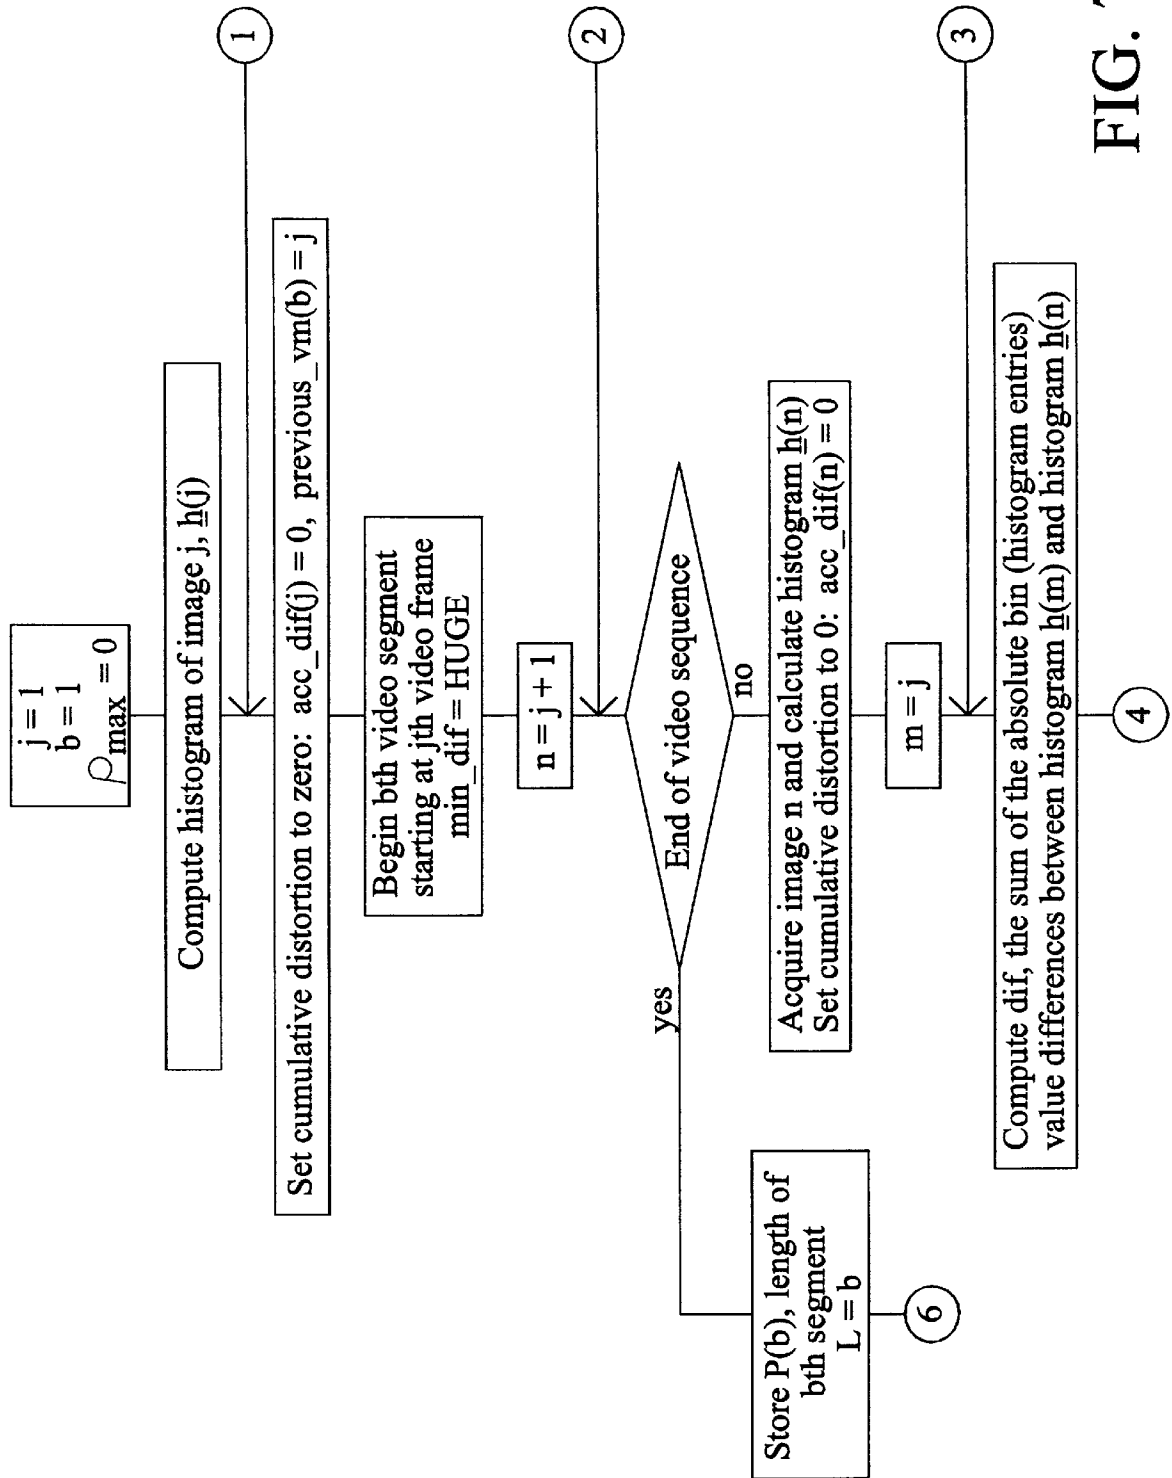 j = 1
b = 1
ρmax = 0
Compute histogram of image j, h(j)
1
Set cumulative distortion to zero: acc_dif(j) = 0, previous_vm(b) = j
Begin bth video segment
starting at jth video frame
min_dif = HUGE
n = j + 1
2
End of video sequence
yes
no
Store P(b), length of
bth segment
L = b
6
Acquire image n and calculate histogram h(n)
Set cumulative distortion to 0: acc_dif(n) = 0
m = j
3
Compute dif, the sum of the absolute bin (histogram entries)
value differences between histogram h(m) and histogram h(n)
4
FIG.